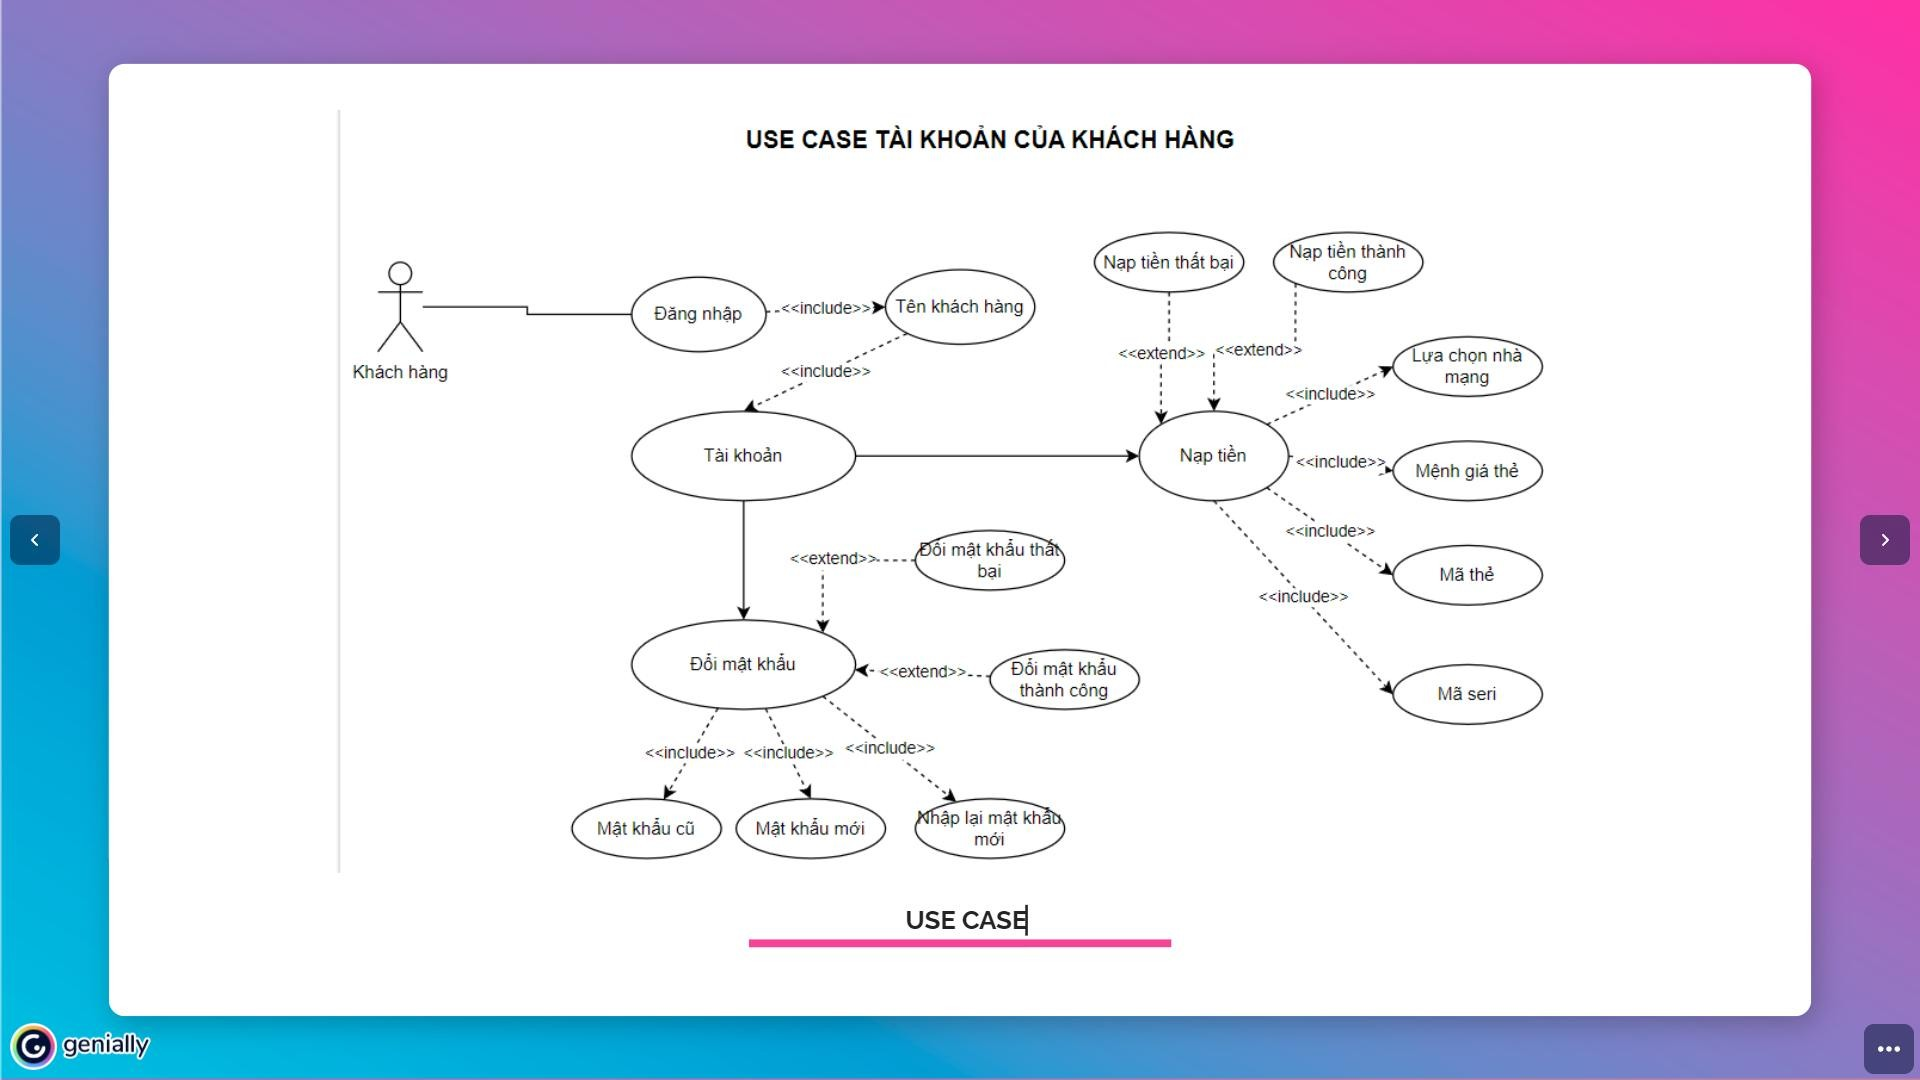 USE CASE TÀI KHOẢN CỦA KHÁCH HÀNG
Nạp tiền thất bại
Nạp tiền thành
công
Đăng nhập
<<include>>
Tên khách hàng
Khách hàng
<<include>>
<<extend>>
<<extend>>
Lựa chọn nhà
mạng
<<include>>
Tài khoản
Nạp tiền
<<include>>
Mệnh giá thẻ
<<include>>
Mã thẻ
<<include>>
Mã seri
<<extend>>
Đổi mật khẩu thất
bại
Đổi mật khẩu
<<extend>>
Đổi mật khẩu
thành công
<<include>>
<<include>>
<<include>>
Mật khẩu cũ
Mật khẩu mới
Nhập lại mật khẩu
mới
USE CASE
genially